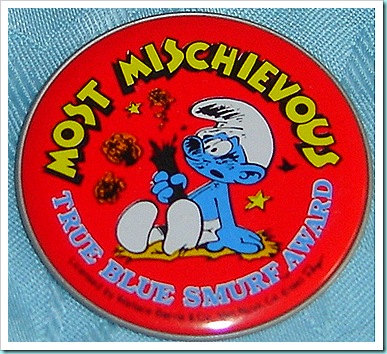 MOST MISCHIEVOUS
TRUE BLUE SMURF AWARD